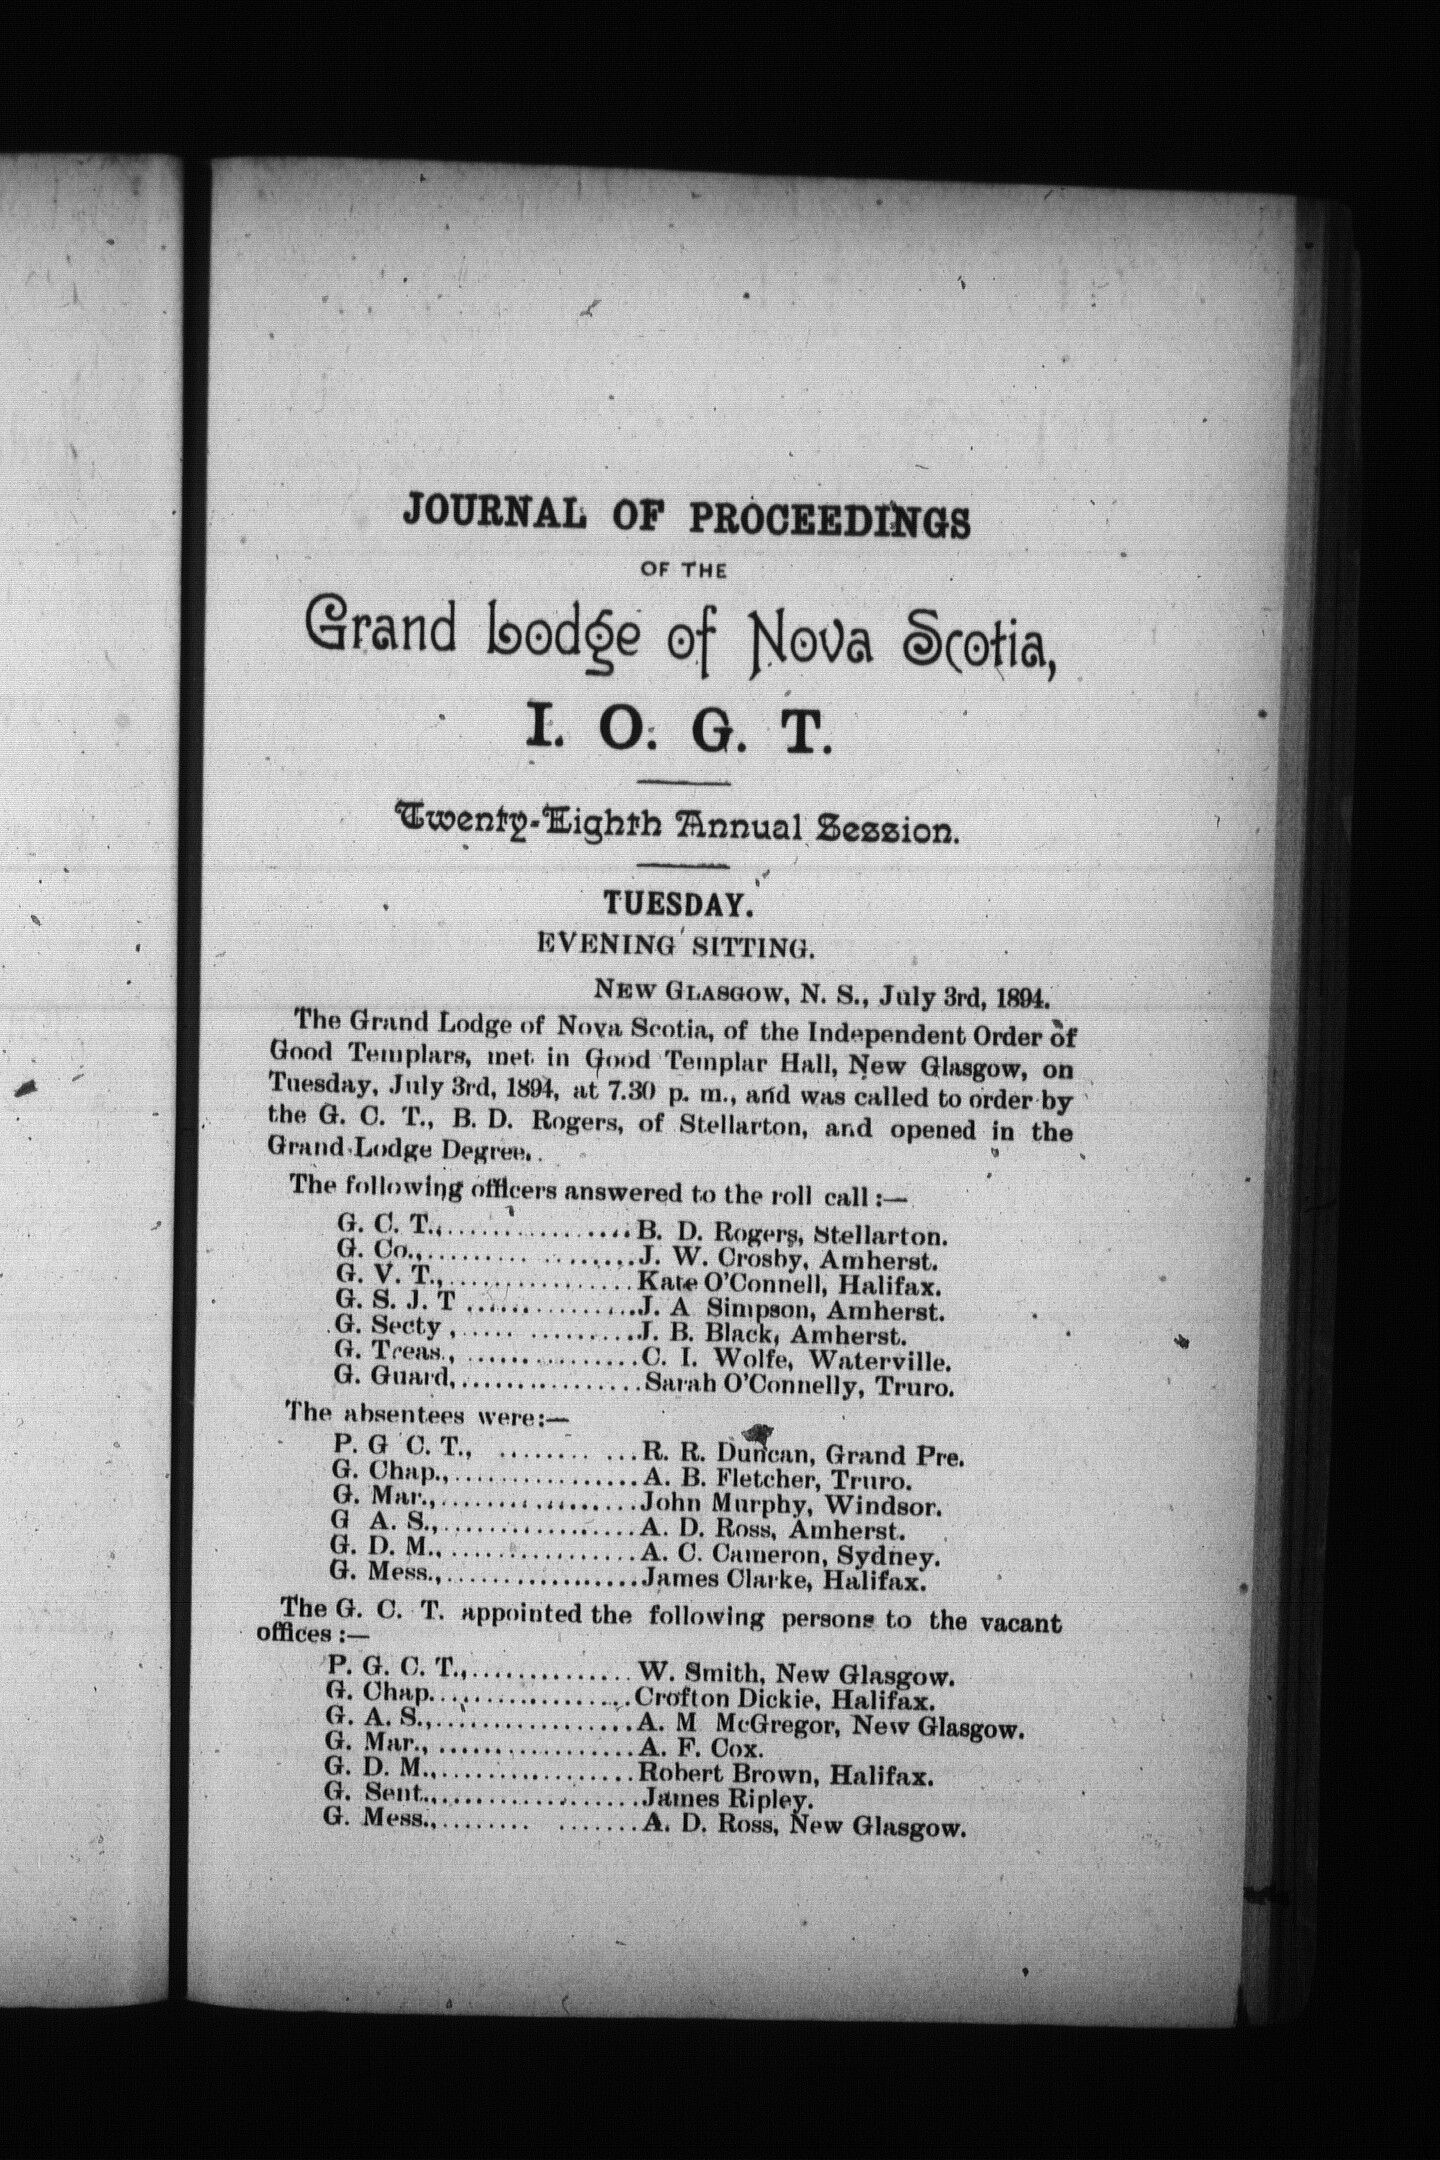 JOURNAL OF PROCEEDINGS
OF THE
Grand Lodge of Nova Scotia,
I. O. G. T.
Twenty-Eighth Annual Session.
TUESDAY.
EVENING SITTING.
NEW GLASGOW, N. S., July 3rd, 1894.
The Grand Lodge of Nova Scotia, of the Independent Order of
Good Templars, met in Good Templar Hall, New Glasgow, on
Tuesday, July 3rd, 1894, at 7.30 p. m., and was called to order by
the G. C. T., B. D. Rogers, of Stellarton, and opened in the
Grand Lodge Degree.
The following officers answered to the roll call :—
G. C. T.,....................B. D. Rogers, Stellarton.
G. Co.,....................J. W. Crosby, Amherst.
G. V. T.,..................Kate O'Connell, Halifax.
G. S. J. T ................J. A Simpson, Amherst.
G. Secty ,..... ..........J. B. Black, Amherst.
G. Treas., ................C. I. Wolfe, Waterville.
G. Guard,.................Sarah O'Connelly, Truro.
The absentees were:—
P. G C. T., ........ ...R. R. Duncan, Grand Pre.
G. Chap.,.................A. B. Fletcher, Truro.
G. Mar.,..................John Murphy, Windsor.
G A. S.,..................A. D. Ross, Amherst.
G. D. M.,.................A. C. Cameron, Sydney.
G. Mess.,.................James Clarke, Halifax.
The G. C. T. appointed the following persons to the vacant
offices :—
P. G. C. T.,..............W. Smith, New Glasgow.
G. Chap...................Crofton Dickie, Halifax.
G. A. S.,..................A. M McGregor, New Glasgow.
G. Mar., .................A. F. Cox.
G. D. M.,.................Robert Brown, Halifax.
G. Sent.,..................James Ripley.
G. Mess.,........ .......A. D. Ross, New Glasgow.